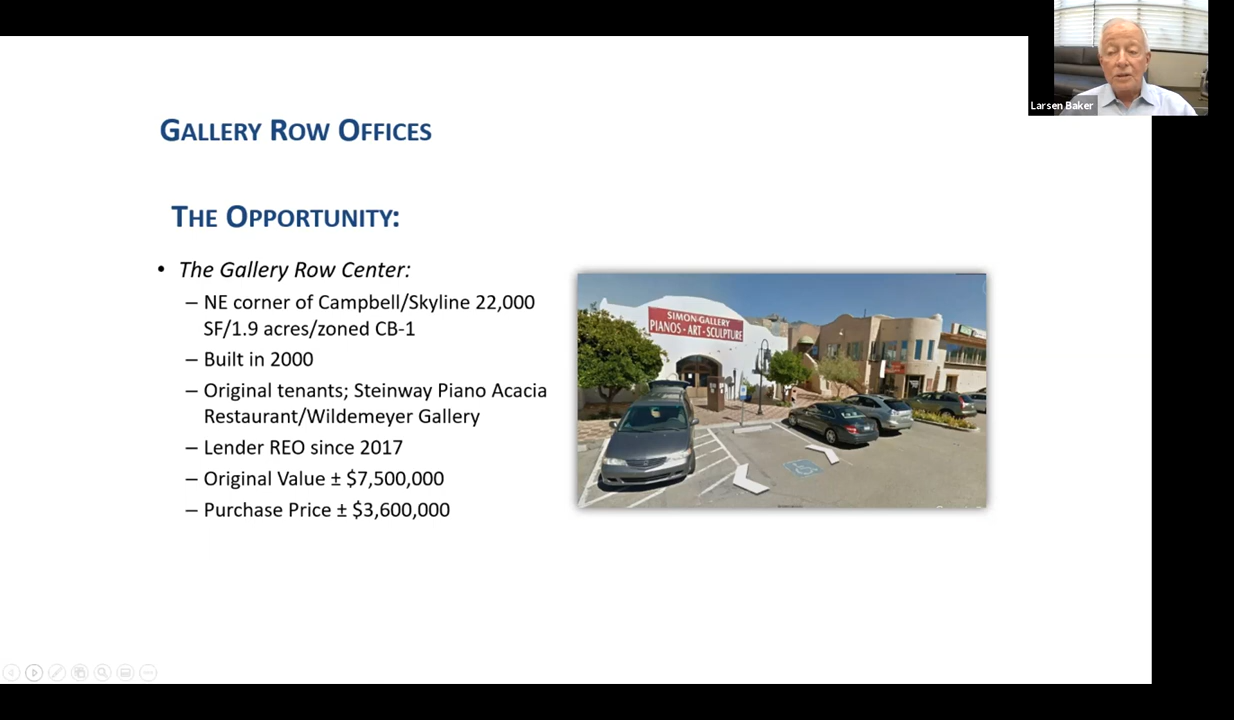 Larsen Baker
GALLERY ROW OFFICES
THE OPPORTUNITY:
• The Gallery Row Center:
– NE corner of Campbell/Skyline 22,000
SF/1.9 acres/zoned CB-1
– Built in 2000
– Original tenants; Steinway Piano Acacia
Restaurant/Wildemeyer Gallery
– Lender REO since 2017
– Original Value ± $7,500,000
– Purchase Price ± $3,600,000
SIMON GALLERY
PIANOS • ART • SCULPTURE